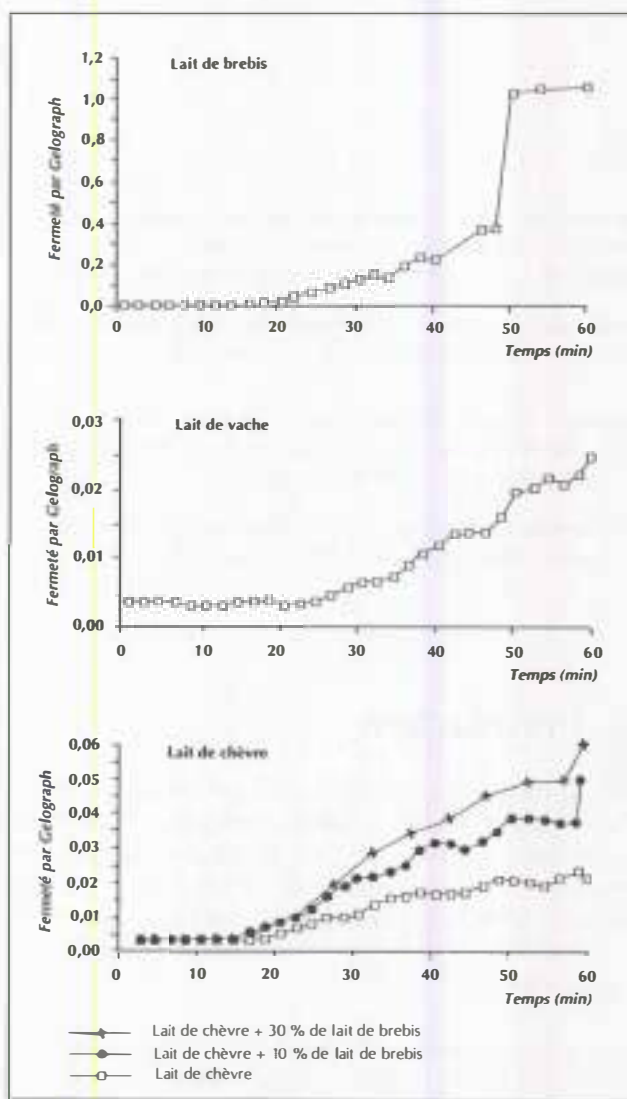 Lait de brebis
Fermeté par Gelograph
1,2
1,0
0,8
0,6
0,4
0,2
0,0
0 10 20 30 40 50 60
Temps (min)
Lait de vache
Fermeté par Gelograph
0,03
0,02
0,01
0,00
0 10 20 30 40 50 60
Temps (min)
Lait de chèvre
Fermeté par Gelograph
0,06
0,05
0,04
0,03
0,02
0,01
0,00
0 10 20 30 40 50 60
Temps (min)
Lait de chèvre + 30 % de lait de brebis
Lait de chèvre + 10 % de lait de brebis
Lait de chèvre